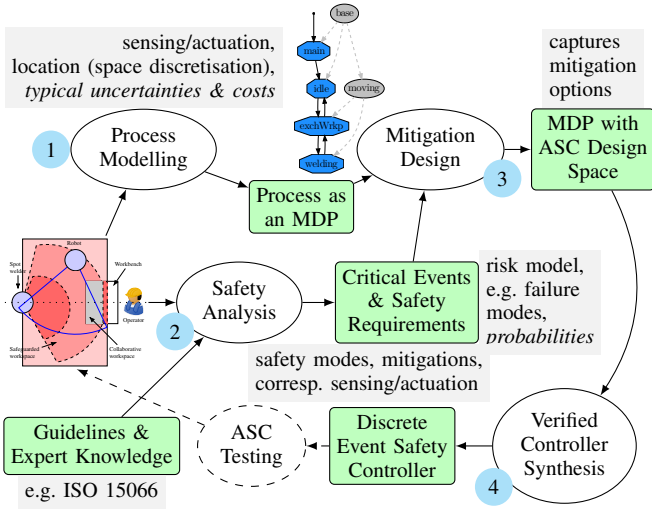 sensing/actuation,
location (space discretisation),
typical uncertainties & costs
base
main
idle
moving
exchWrkp
welding
captures
mitigation
options
1
Process
Modelling
Mitigation
Design
3
MDP with
ASC Design
Space
Process as
an MDP
Robot
Spot
welder
Workbench
Operator
Safeguarded
workspace
Collaborative
workspace
Safety
Analysis
2
Critical Events
& Safety
Requirements
risk model,
e.g. failure
modes,
probabilities
safety modes, mitigations,
corresp. sensing/actuation
Guidelines &
Expert Knowledge
e.g. ISO 15066
ASC
Testing
Discrete
Event Safety
Controller
Verified
Controller
Synthesis
4